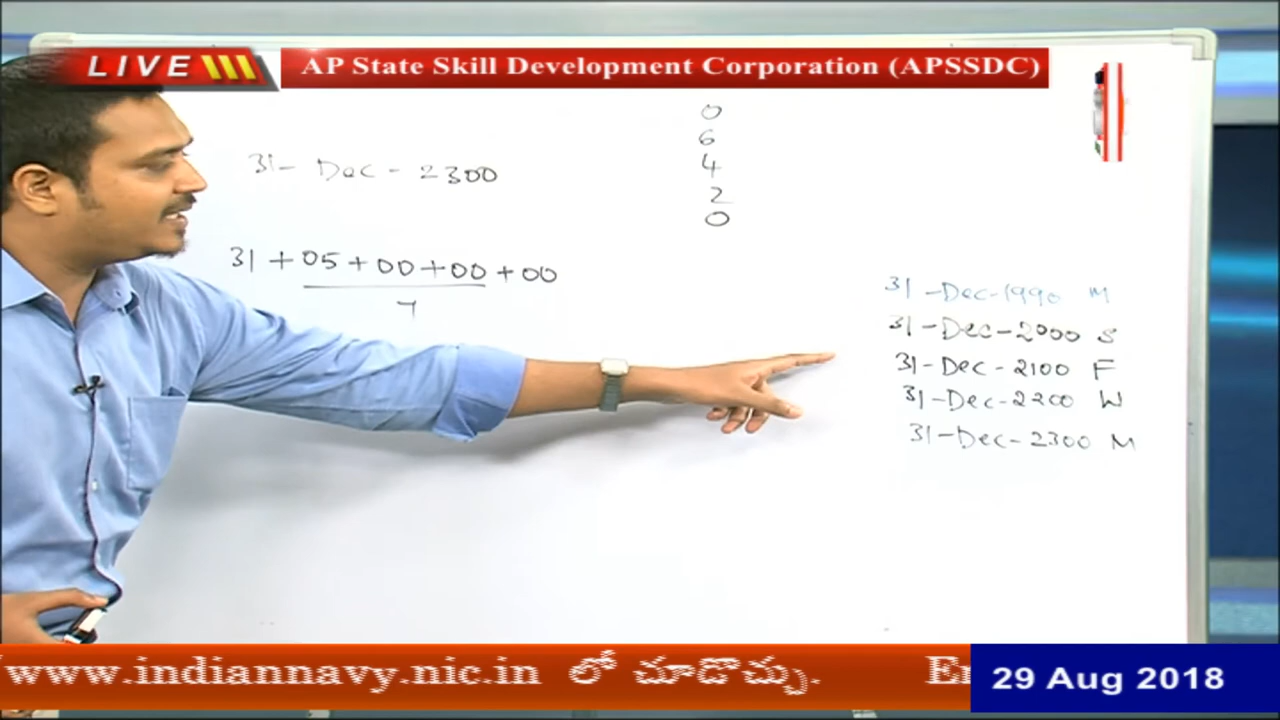 LIVE
AP State Skill Development Corporation (APSSDC)
0
6
4
2
0
31- Dec - 2300
31 + 05 + 00 + 00 + 00
7
31 -Dec-1990 M
31 -Dec-2000 S
31 -Dec - 2100 F
31 -Dec-2200 W
31 -Dec-2300 M
www.indiannavy.nic.in లో చూడొచ్చు.
29 Aug 2018